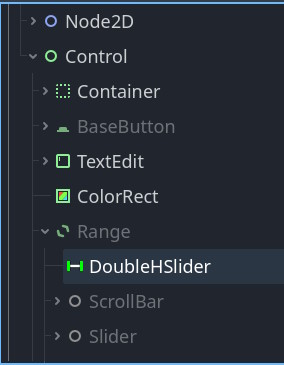 Node2D
Control
Container
BaseButton
TextEdit
ColorRect
Range
DoubleHSlider
ScrollBar
Slider